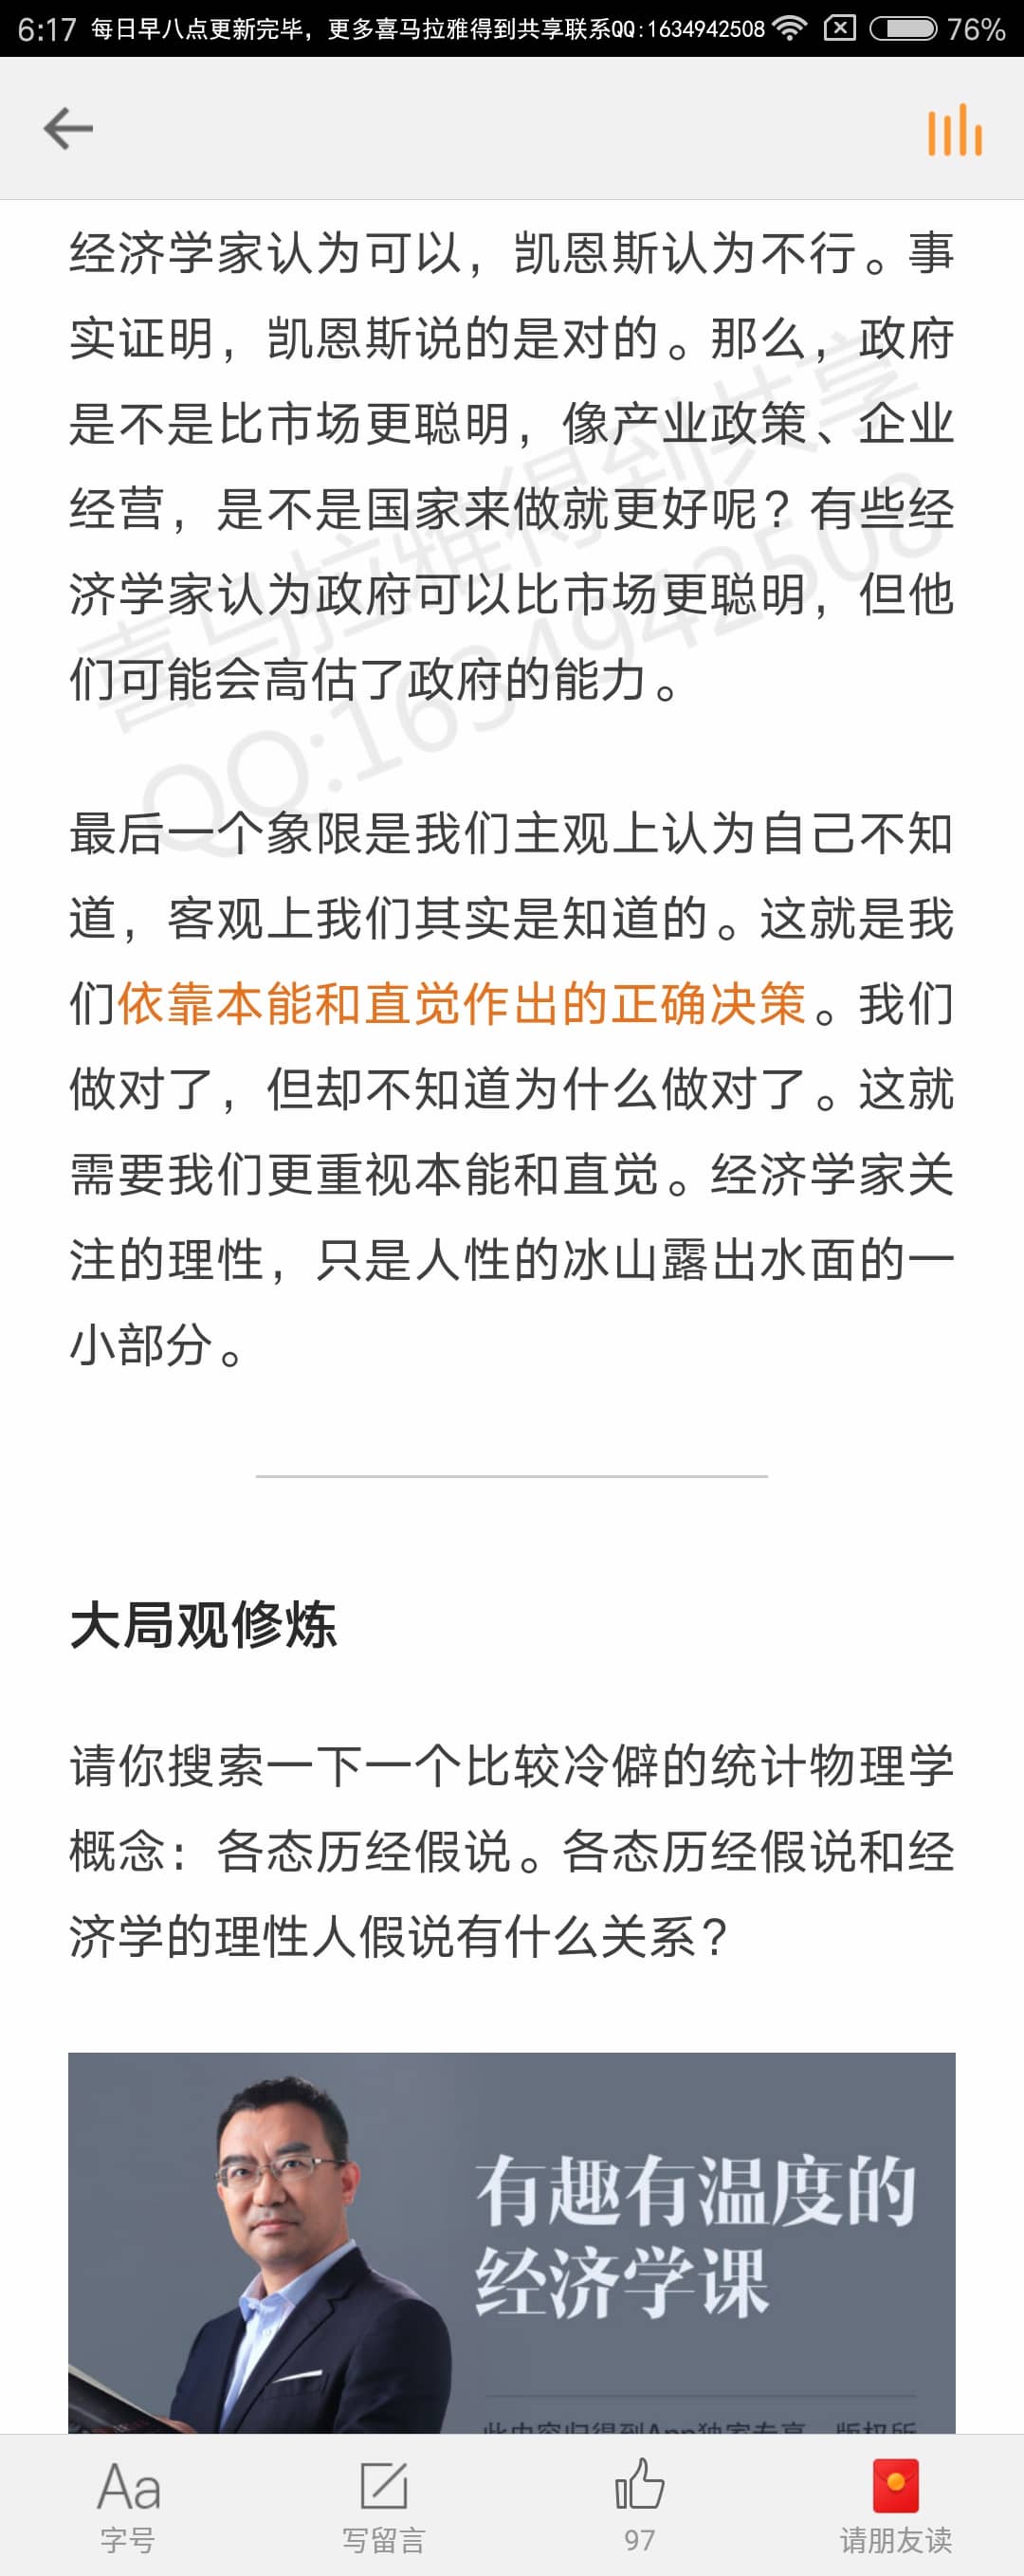 6:17 每日早八点更新完毕，更多喜马拉雅得到共享联系QQ:1634942508 76%
经济学家认为可以，凯恩斯认为不行。事
实证明，凯恩斯说的是对的。那么，政府
是不是比市场更聪明，像产业政策、企业
经营，是不是国家来做就更好呢？有些经
济学家认为政府可以比市场更聪明，但他
们可能会高估了政府的能力。
喜马拉雅得到共享
QQ:1634942508
最后一个象限是我们主观上认为自己不知
道，客观上我们其实是知道的。这就是我
们依靠本能和直觉作出的正确决策。我们
做对了，但却不知道为什么做对了。这就
需要我们更重视本能和直觉。经济学家关
注的理性，只是人性的冰山露出水面的一
小部分。
大局观修炼
请你搜索一下一个比较冷僻的统计物理学
概念：各态历经假说。各态历经假说和经
济学的理性人假说有什么关系？
有趣有温度的
经济学课
此内容归得到App独家专享，版权所
Aa
字号 写留言 97 请朋友读